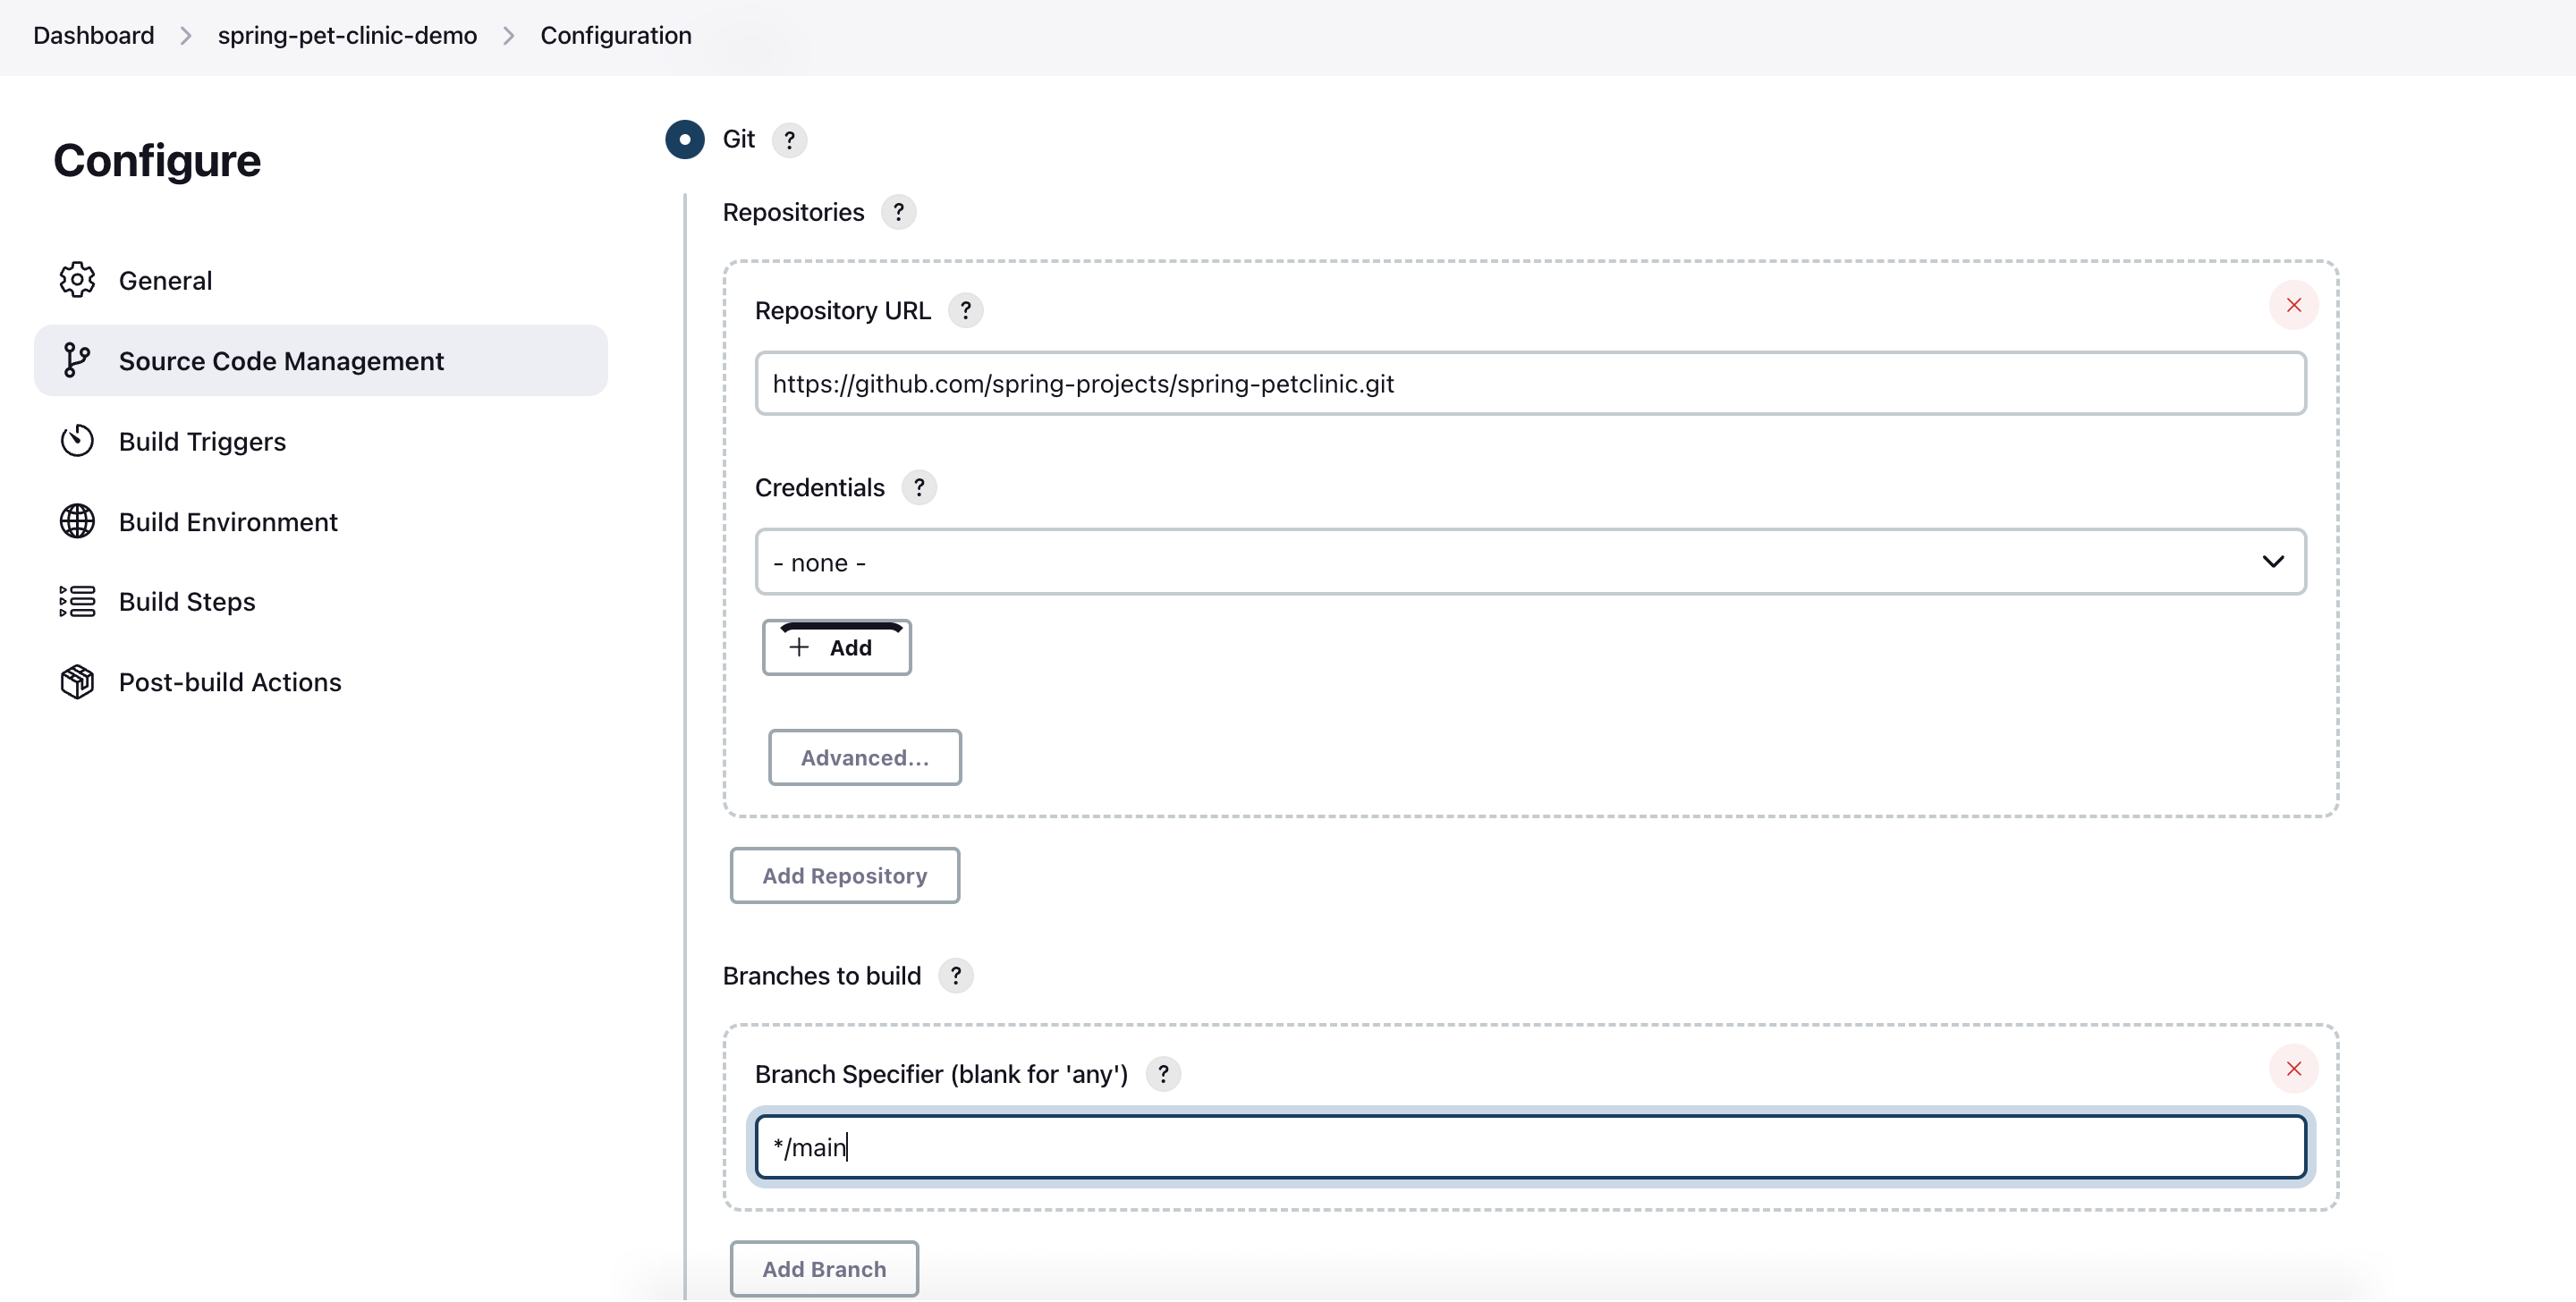 Dashboard > spring-pet-clinic-demo > Configuration
Configure
General
Source Code Management
Build Triggers
Build Environment
Build Steps
Post-build Actions
Git ?
Repositories ?
Repository URL ?
https://github.com/spring-projects/spring-petclinic.git
Credentials ?
- none -
+ Add
Advanced...
Add Repository
Branches to build ?
Branch Specifier (blank for 'any') ?
*/main
Add Branch